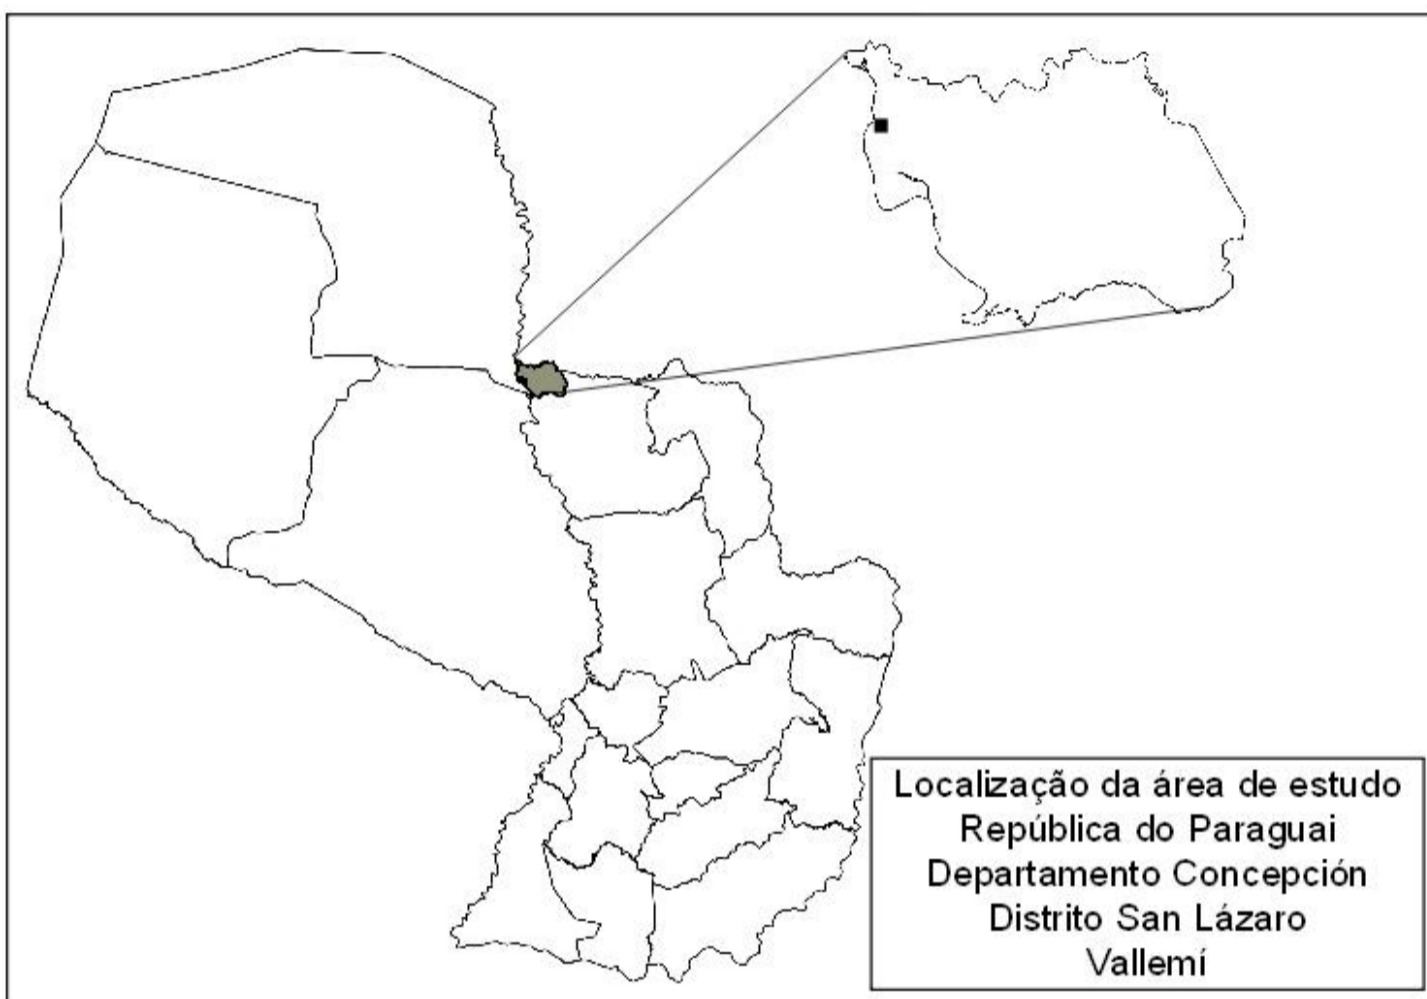 Localização da área de estudo
República do Paraguai
Departamento Concepción
Distrito San Lázaro
Vallemí